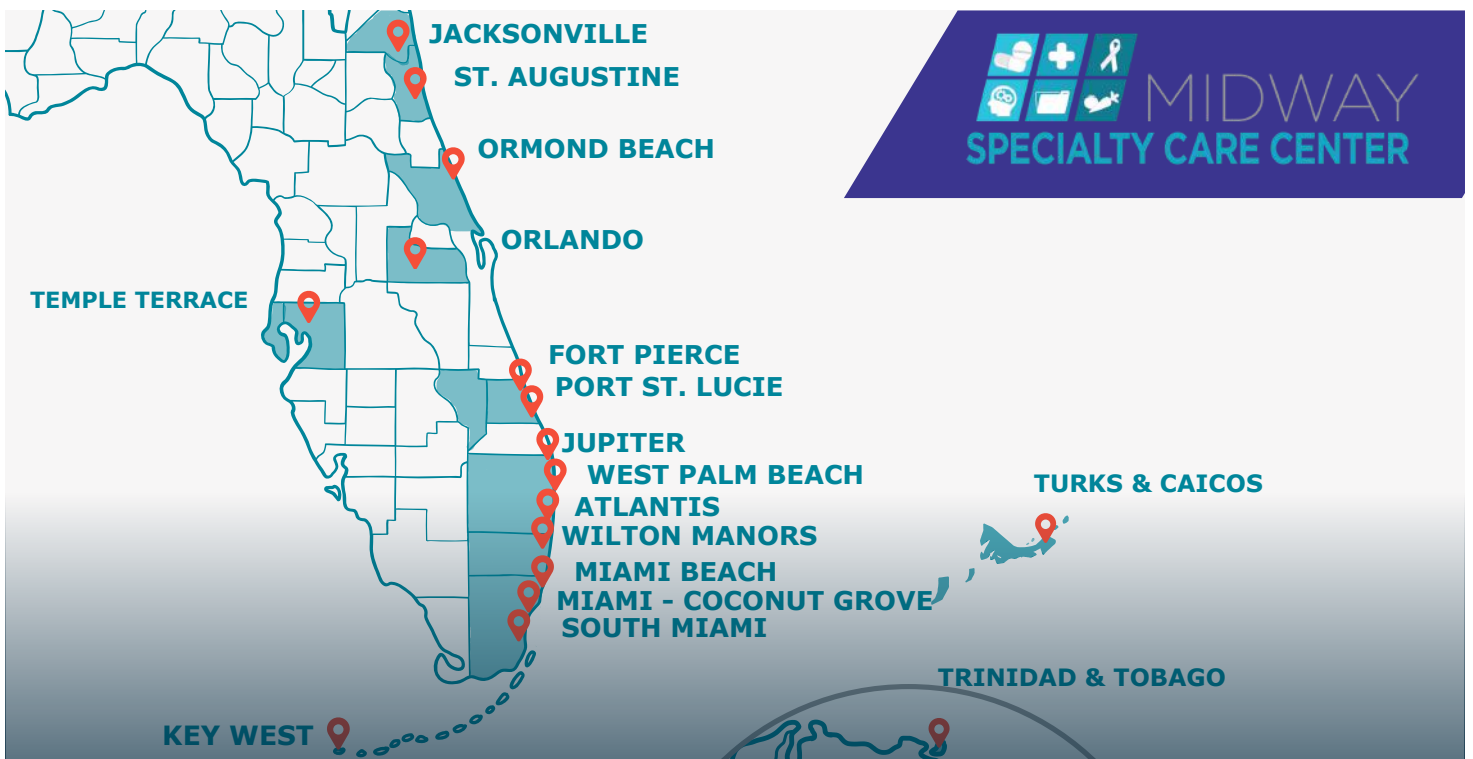 JACKSONVILLE
ST. AUGUSTINE
MIDWAY
SPECIALTY CARE CENTER
ORMOND BEACH
ORLANDO
TEMPLE TERRACE
FORT PIERCE
PORT ST. LUCIE
JUPITER
WEST PALM BEACH
TURKS & CAICOS
ATLANTIS
WILTON MANORS
MIAMI BEACH
MIAMI - COCONUT GROVE
SOUTH MIAMI
TRINIDAD & TOBAGO
KEY WEST